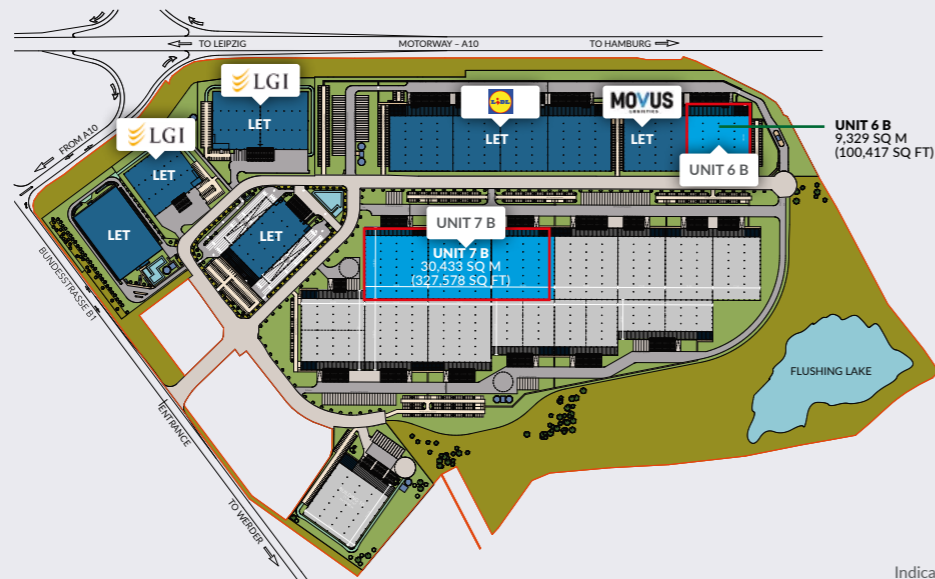 TO LEIPZIG
MOTORWAY – A10
TO HAMBURG
LGI
LET
LGI
LET
LET
LET
LIDL
LET
MOVUS
LOGISTICS
LET
UNIT 6 B
UNIT 6 B
9,329 SQ M
(100,417 SQ FT)
FROM A10
BUNDESSTRASSE B1
UNIT 7 B
UNIT 7 B
30,433 SQ M
(327,578 SQ FT)
FLUSHING LAKE
ENTRANCE
TO WERDER
Indica